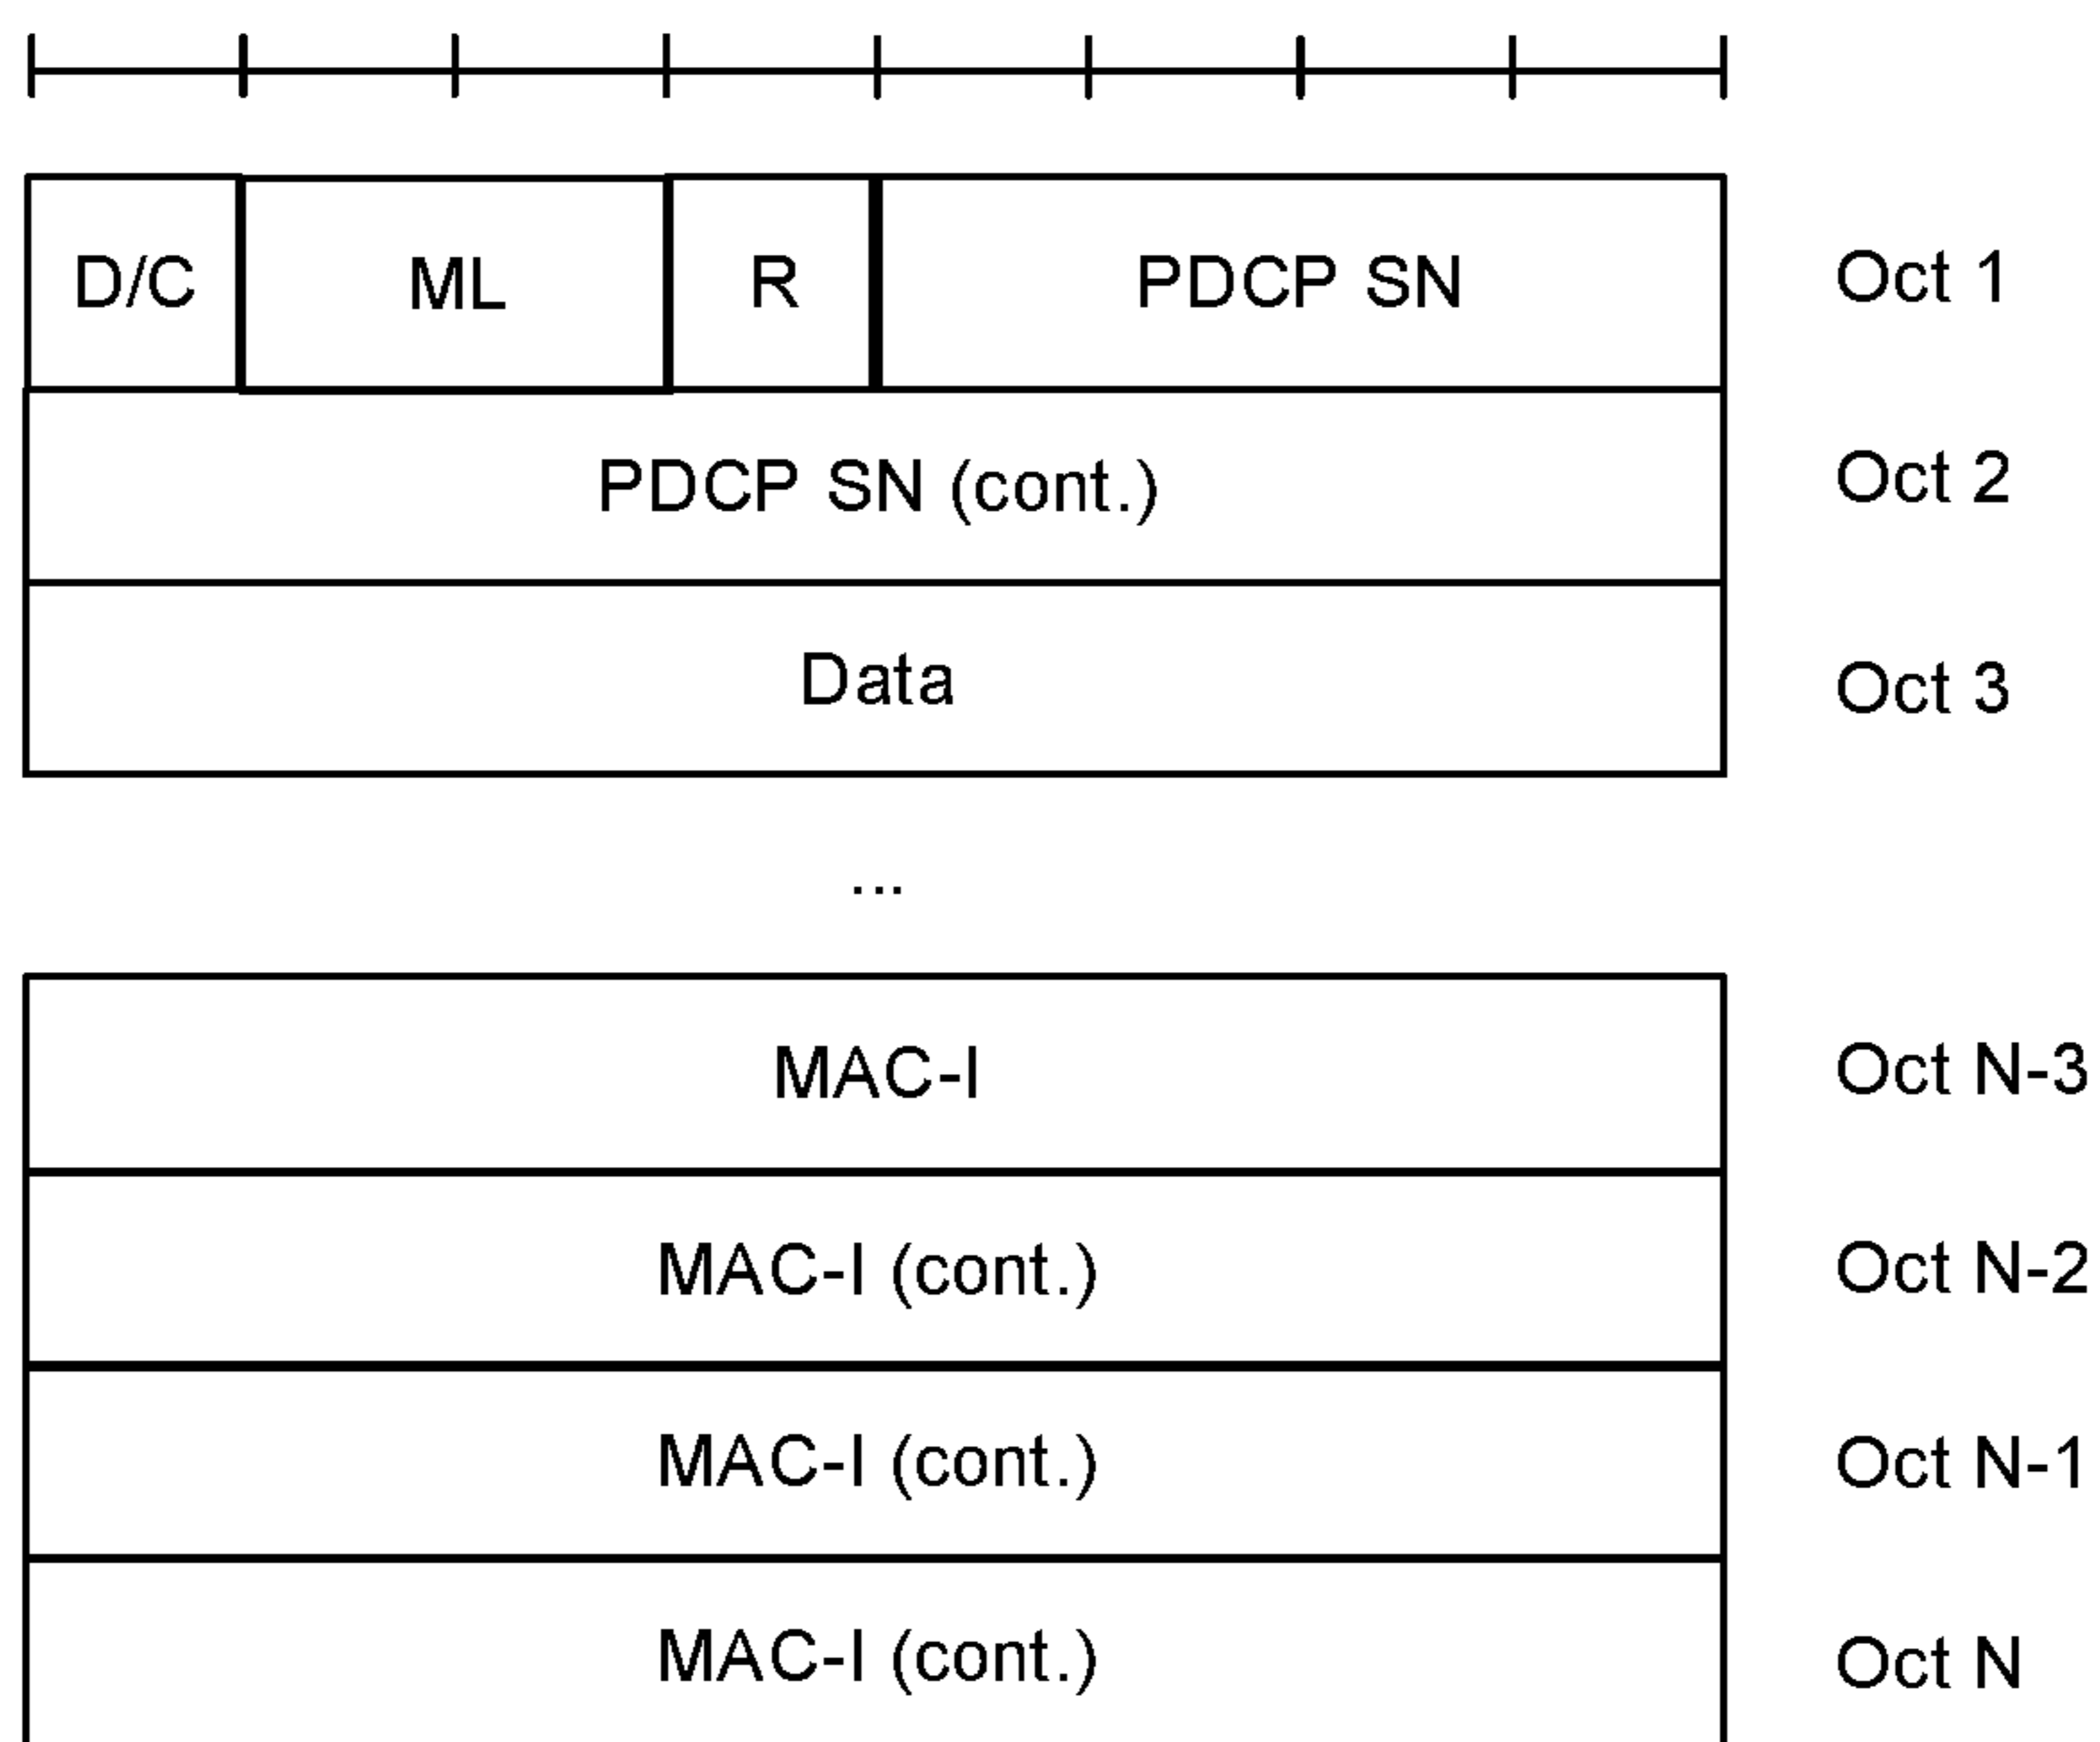 D/C ML R PDCP SN Oct 1
PDCP SN (cont.) Oct 2
Data Oct 3
...
MAC-I Oct N-3
MAC-I (cont.) Oct N-2
MAC-I (cont.) Oct N-1
MAC-I (cont.) Oct N